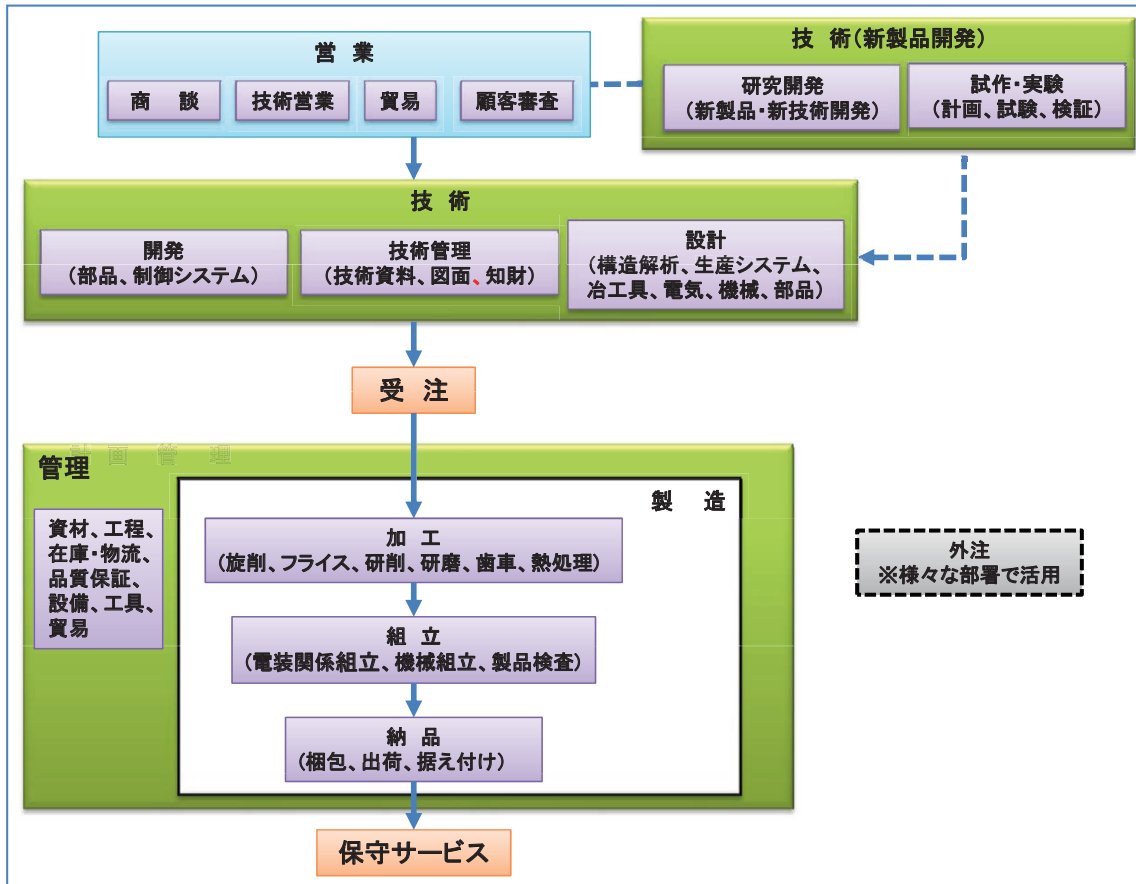 営 業
商 談
技術営業
貿易
顧客審査
技 術(新製品開発)
研究開発
(新製品・新技術開発)
試作・実験
(計画、試験、検証)
技 術
開発
(部品、制御システム)
技術管理
(技術資料、図面、知財)
設計
(構造解析、生産システム、
冶工具、電気、機械、部品)
受 注
計 画 管 理
管理
資材、工程、
在庫・物流、
品質保証、
設備、工具、
貿易
製 造
加 工
(旋削、フライス、研削、研磨、歯車、熱処理)
組 立
(電装関係組立、機械組立、製品検査)
納 品
(梱包、出荷、据え付け)
外注
※様々な部署で活用
保守サービス